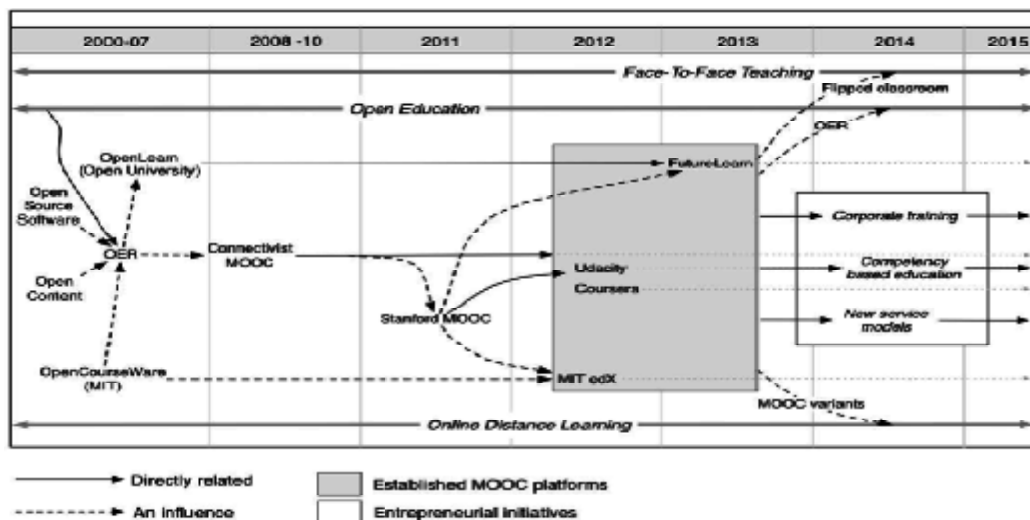 2000-07 2008 -10 2011 2012 2013 2014 2015
Face-To-Face Teaching
Flipped classroom
Open Education
OER
OpenLearn
(Open University)
FutureLearn
Open
Source
Software
Corporate training
OER
Connectivist
MOOC
Udacity
Competency
based education
Open
Content
Coursera
Stanford MOOC
New service
models
OpenCourseWare
(MIT)
MIT edX
MOOC variants
Online Distance Learning
Directly related
Established MOOC platforms
An influence
Entrepreneurial initiatives